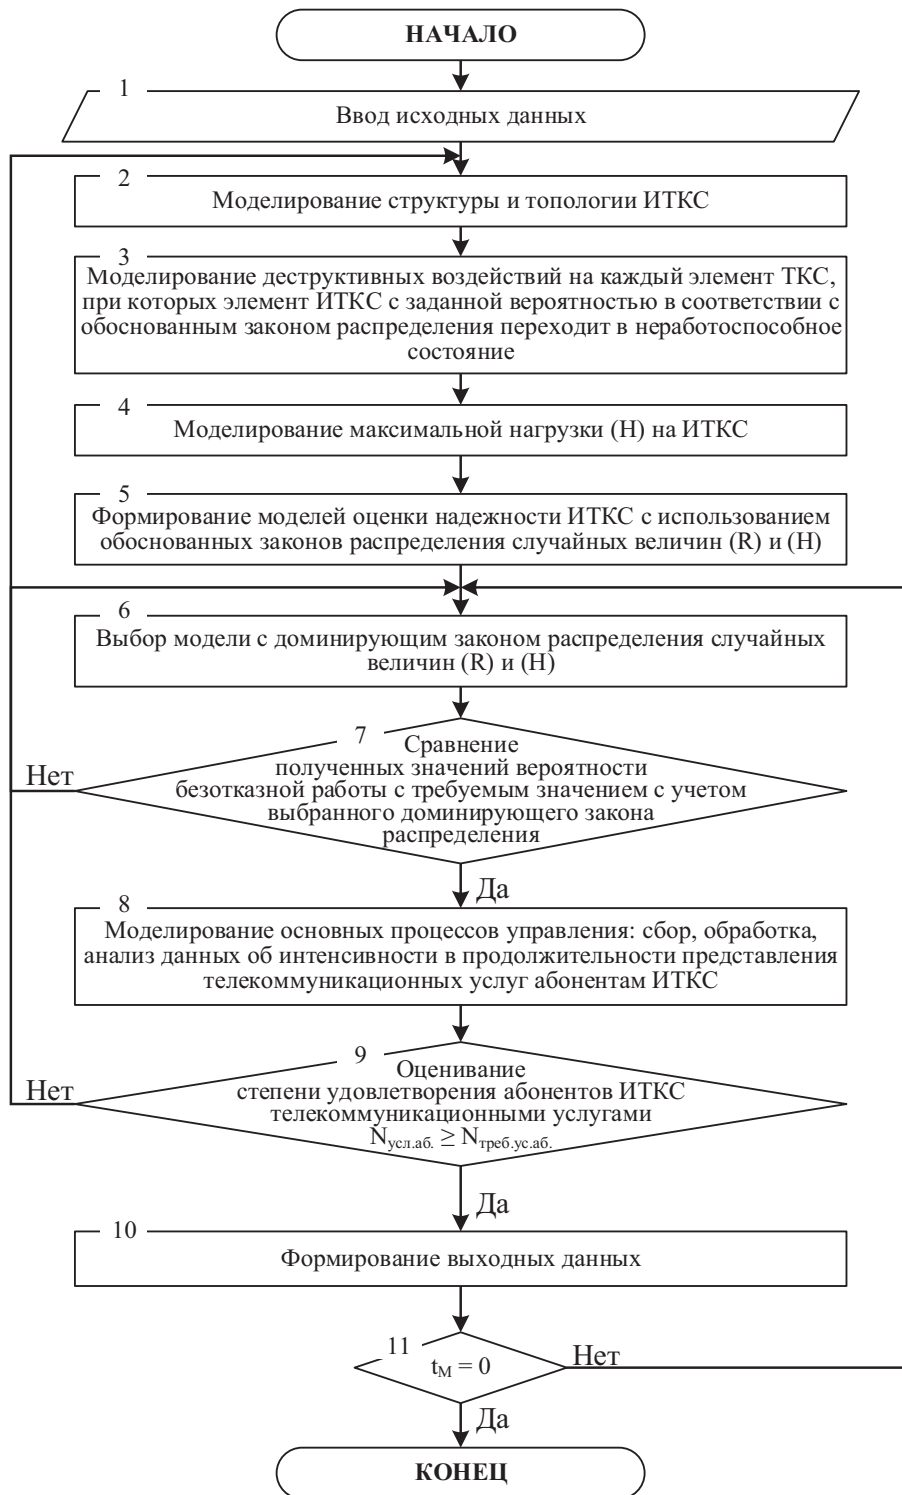 НАЧАЛО
1
Ввод исходных данных
2
Моделирование структуры и топологии ИТКС
3
Моделирование деструктивных воздействий на каждый элемент ТКС,
при которых элемент ИТКС с заданной вероятностью в соответствии с
обоснованным законом распределения переходит в неработоспособное
состояние
4
Моделирование максимальной нагрузки (Н) на ИТКС
5
Формирование моделей оценки надежности ИТКС с использованием
обоснованных законов распределения случайных величин (R) и (Н)
6
Выбор модели с доминирующим законом распределения случайных
величин (R) и (Н)
7
Сравнение
полученных значений вероятности
безотказной работы с требуемым значением с учетом
выбранного доминирующего закона
распределения
Нет
Да
8
Моделирование основных процессов управления: сбор, обработка,
анализ данных об интенсивности в продолжительности представления
телекоммуникационных услуг абонентам ИТКС
9
Оценивание
степени удовлетворения абонентов ИТКС
телекоммуникационными услугами
Nусл.аб. ≥ Nтреб.ус.аб.
Нет
Да
10
Формирование выходных данных
11
tМ = 0
Нет
Да
КОНЕЦ